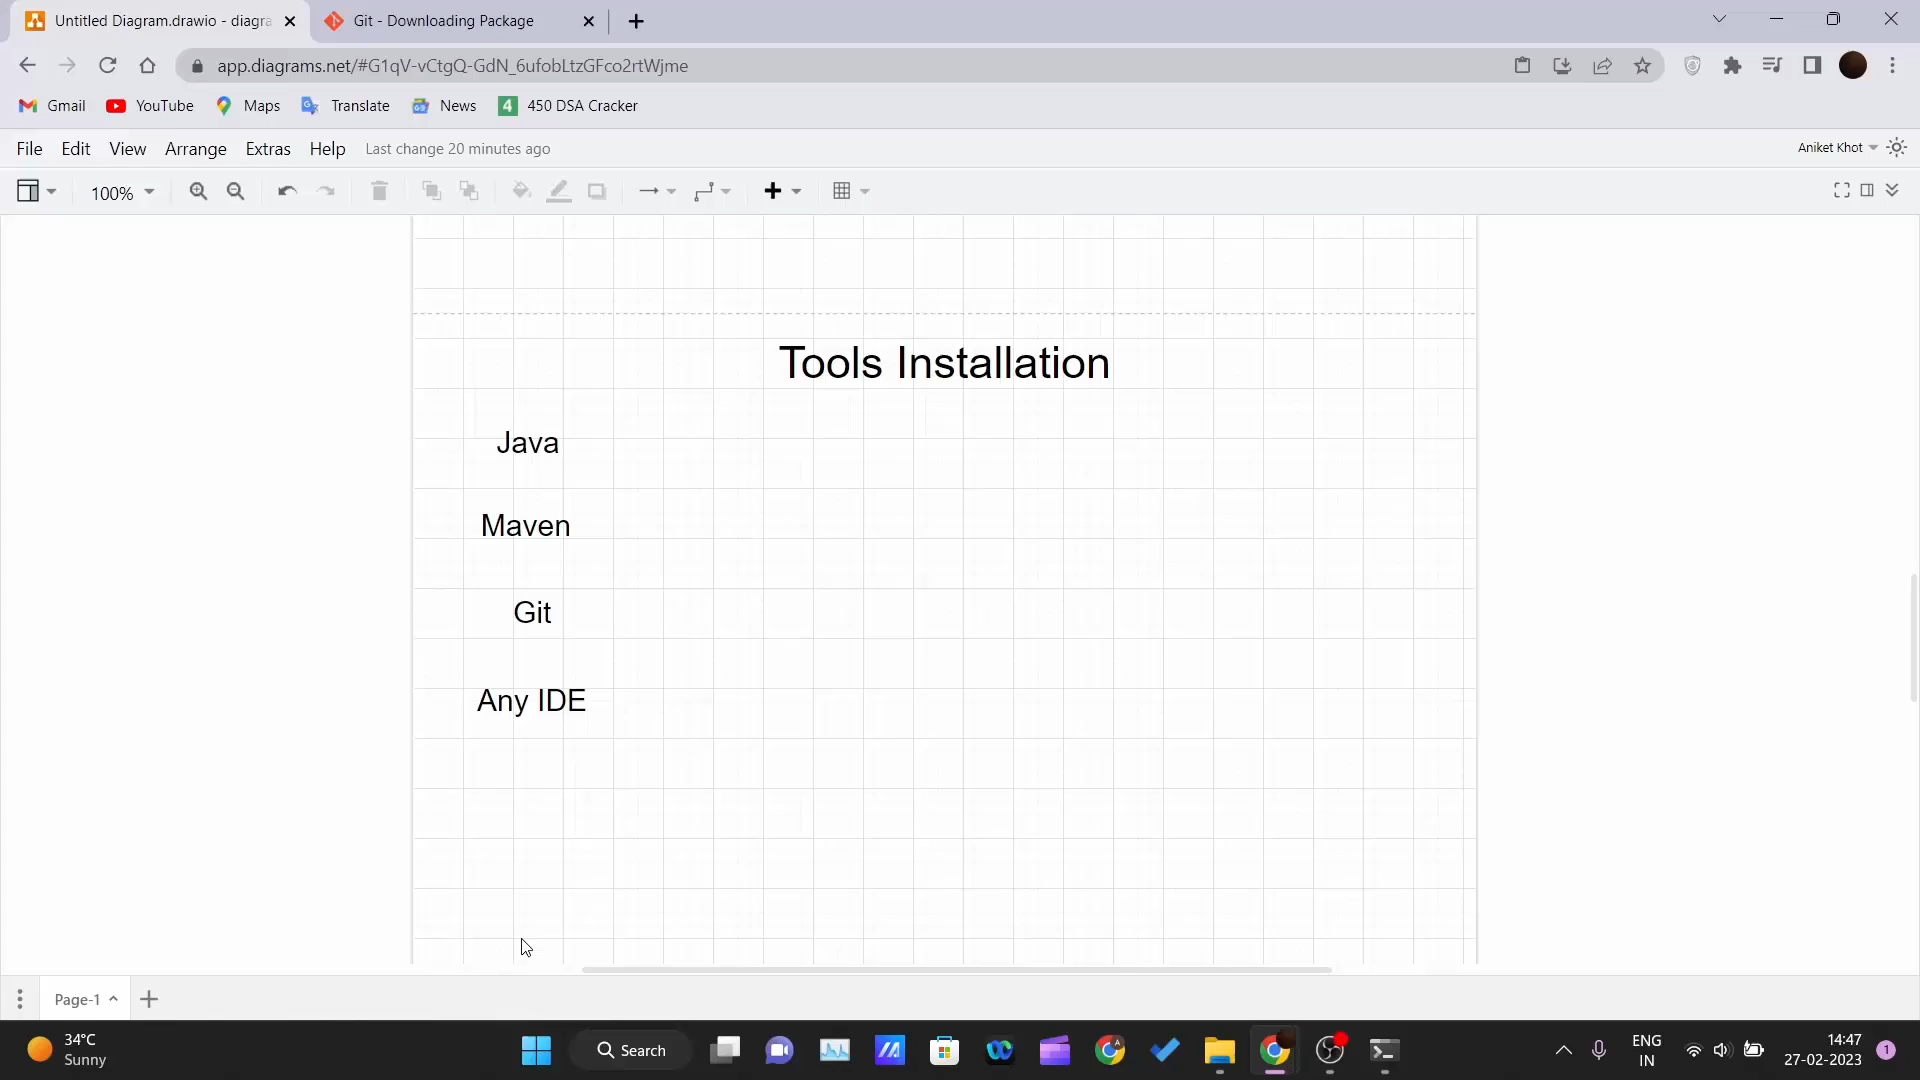 Untitled Diagram.drawio - diagra
Git - Downloading Package
app.diagrams.net/#G1qV-vCtgQ-GdN_6ufobLtzGFco2rtWjme
Gmail
YouTube
Maps
Translate
News
4
450 DSA Cracker
File
Edit
View
Arrange
Extras
Help
Last change 20 minutes ago
Aniket Khot
100%
Tools Installation
Java
Maven
Git
Any IDE
Page-1
34°C
Sunny
Search
ENG
IN
14:47
27-02-2023
1